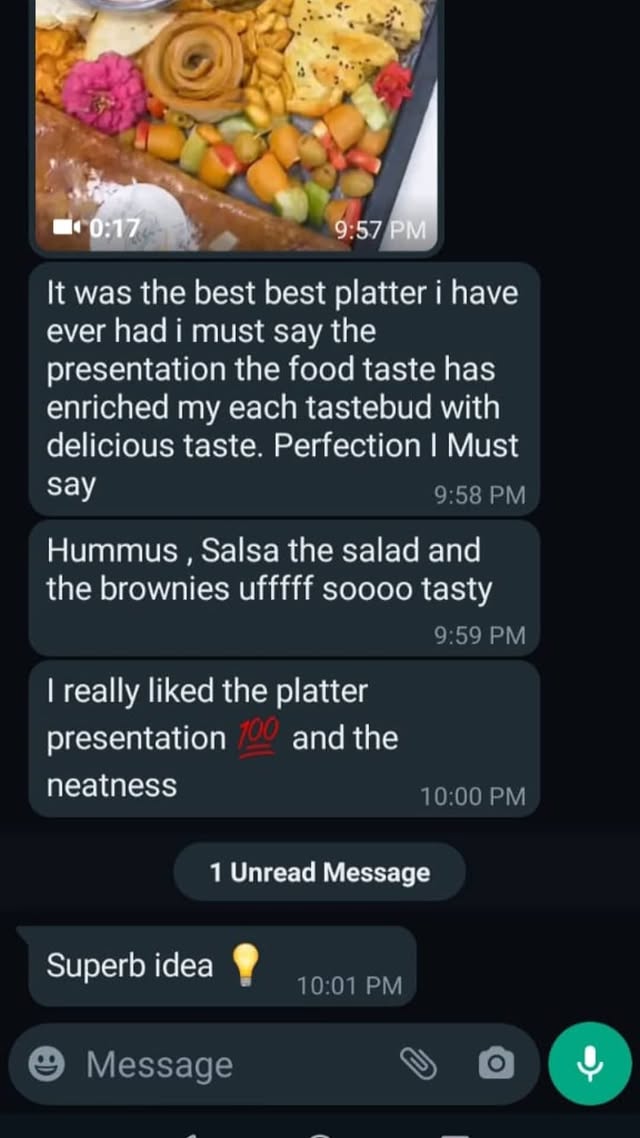 0:17
9:57 PM
It was the best best platter i have
ever had i must say the
presentation the food taste has
enriched my each tastebud with
delicious taste. Perfection I Must
say
9:58 PM
Hummus , Salsa the salad and
the brownies ufffff soooo tasty
9:59 PM
I really liked the platter
presentation 💯 and the
neatness
10:00 PM
1 Unread Message
Superb idea 💡
10:01 PM
Message